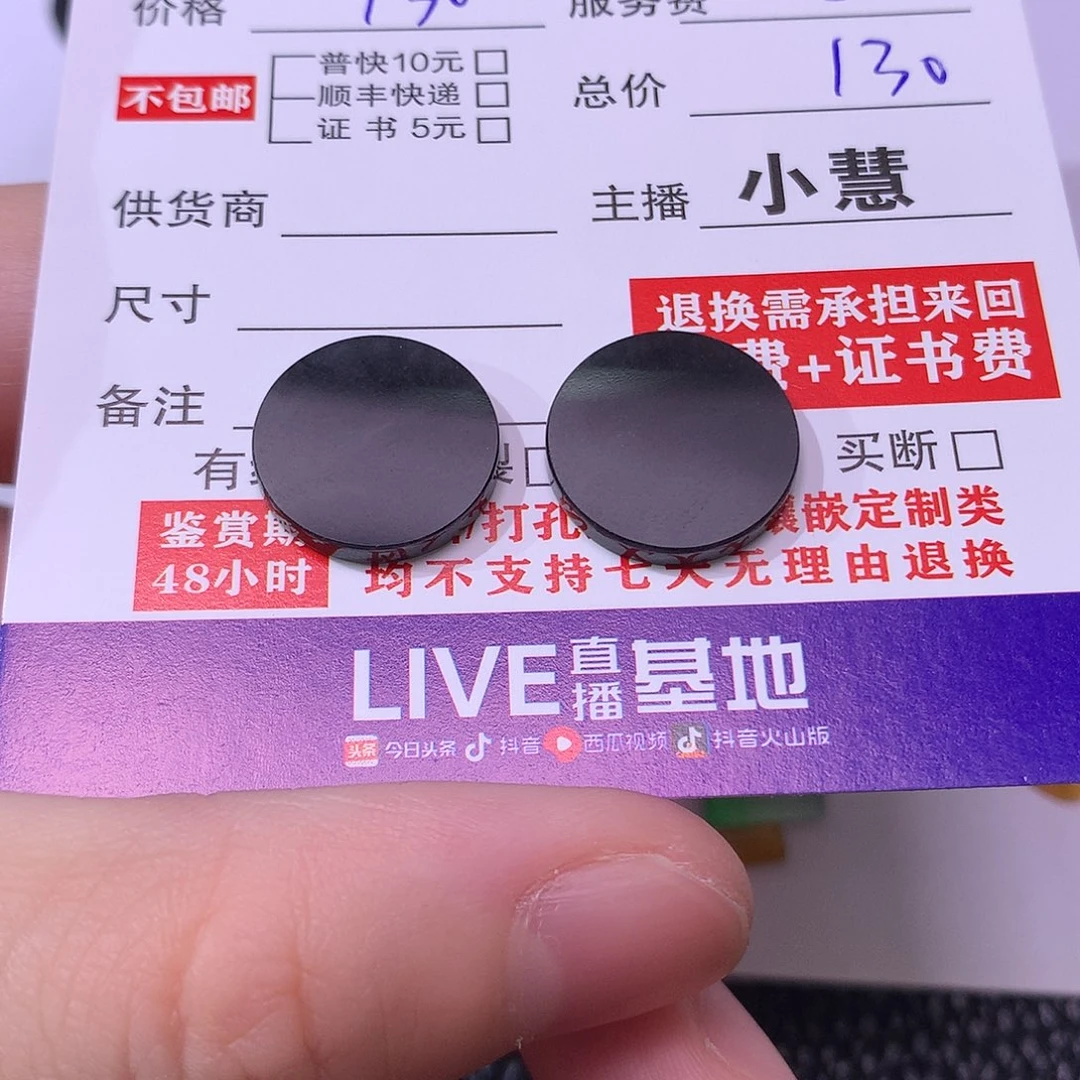 价格 130 服务费
不包邮 普快10元 □
顺丰快递 □
证 书 5元 □
总价 130
供货商 主播 小慧
尺寸
退换需承担来回
费+证书费
备注
有 裂 □ 买断 □
鉴赏期
48小时
/打孔 镶嵌定制类
均不支持七天无理由退换
LIVE直播基地
头条 今日头条 抖音 西瓜视频 抖音火山版